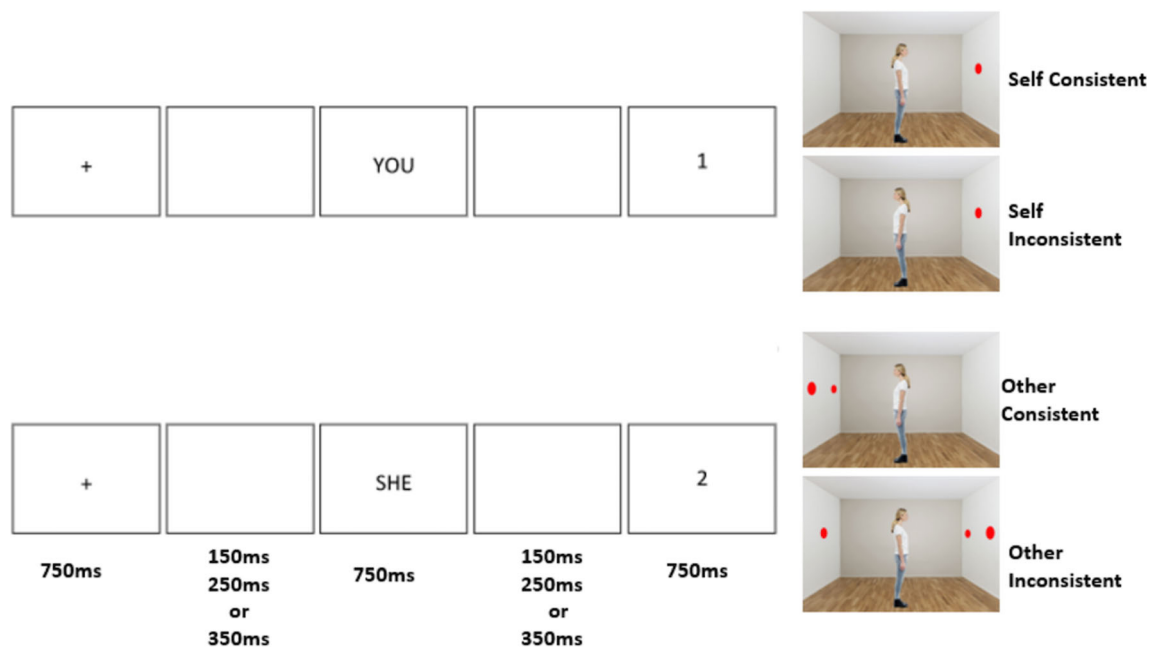 Self Consistent
+
YOU
1
Self
Inconsistent
Other
Consistent
+
SHE
2
Other
Inconsistent
750ms
150ms
250ms
or
350ms
750ms
150ms
250ms
or
350ms
750ms